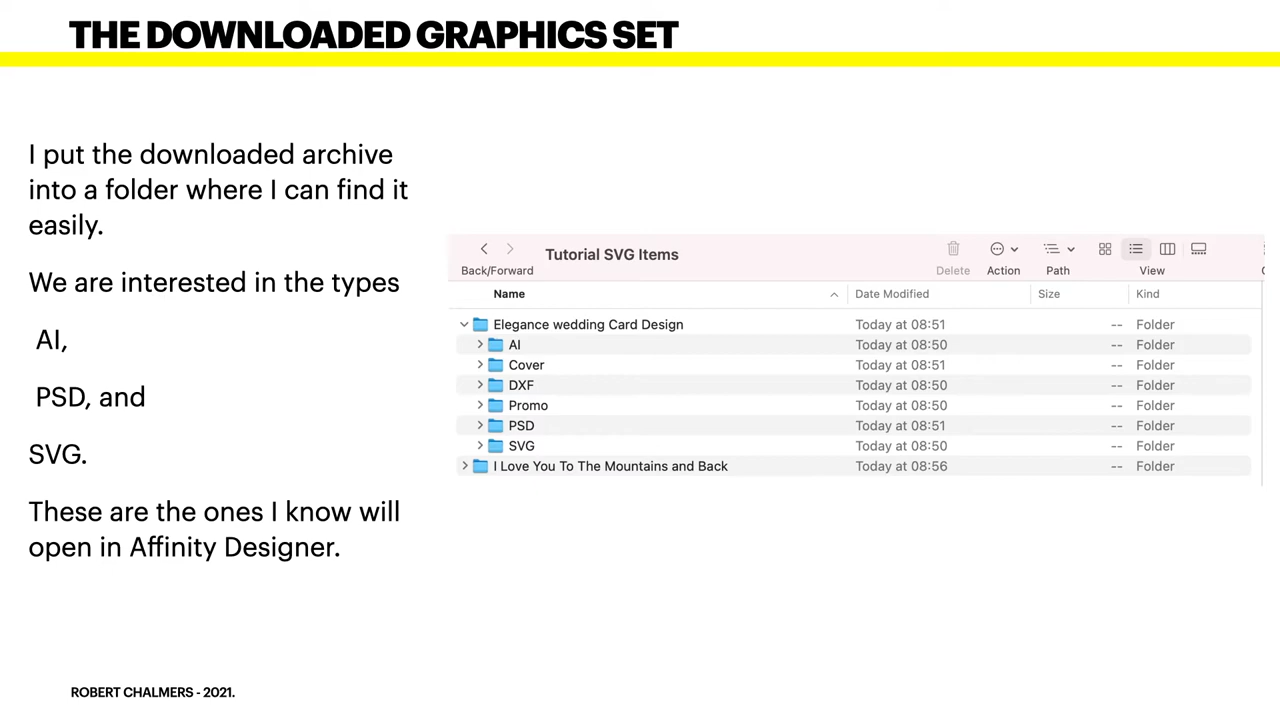 THE DOWNLOADED GRAPHICS SET
I put the downloaded archive
into a folder where I can find it
easily.
We are interested in the types
AI,
PSD, and
SVG.
These are the ones I know will
open in Affinity Designer.
Tutorial SVG Items
Back/Forward Delete Action Path View
Name Date Modified Size Kind
Elegance wedding Card Design Today at 08:51 -- Folder
AI Today at 08:50 -- Folder
Cover Today at 08:51 -- Folder
DXF Today at 08:50 -- Folder
Promo Today at 08:50 -- Folder
PSD Today at 08:51 -- Folder
SVG Today at 08:50 -- Folder
I Love You To The Mountains and Back Today at 08:56 -- Folder
ROBERT CHALMERS - 2021.